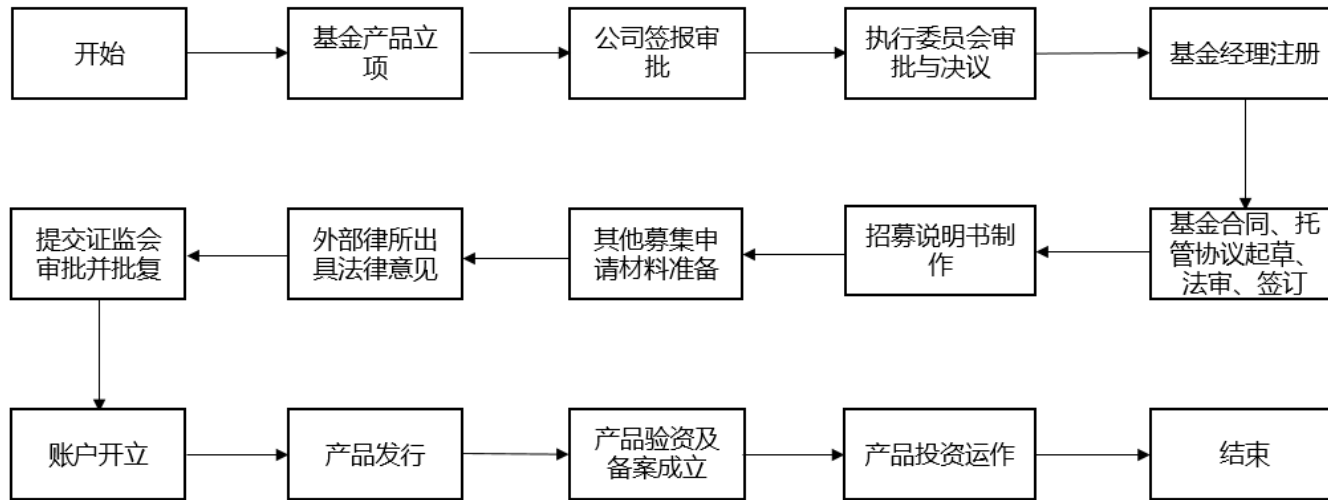 开始
基金产品立
项
公司签报审
批
执行委员会审
批与决议
基金经理注册
基金合同、托
管协议起草、
法审、签订
招募说明书制
作
其他募集申
请材料准备
外部律所出
具法律意见
提交证监会
审批并批复
账户开立
产品发行
产品验资及
备案成立
产品投资运作
结束